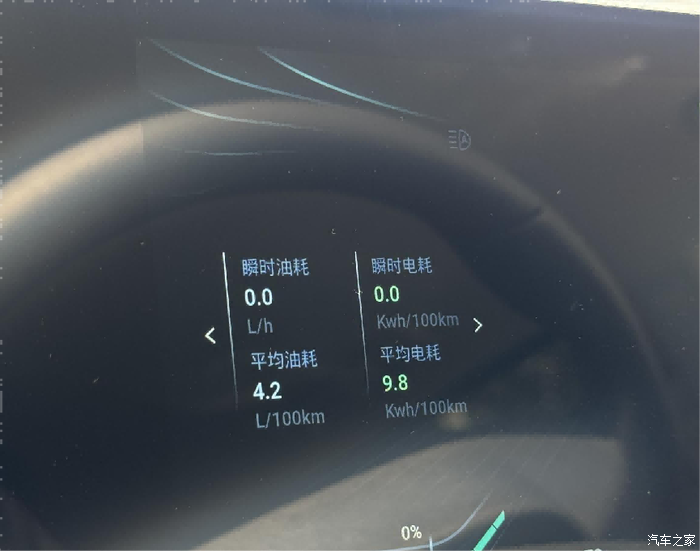 瞬时油耗
0.0
L/h
平均油耗
4.2
L/100km
瞬时电耗
0.0
Kwh/100km
平均电耗
9.8
Kwh/100km
0%
汽车之家